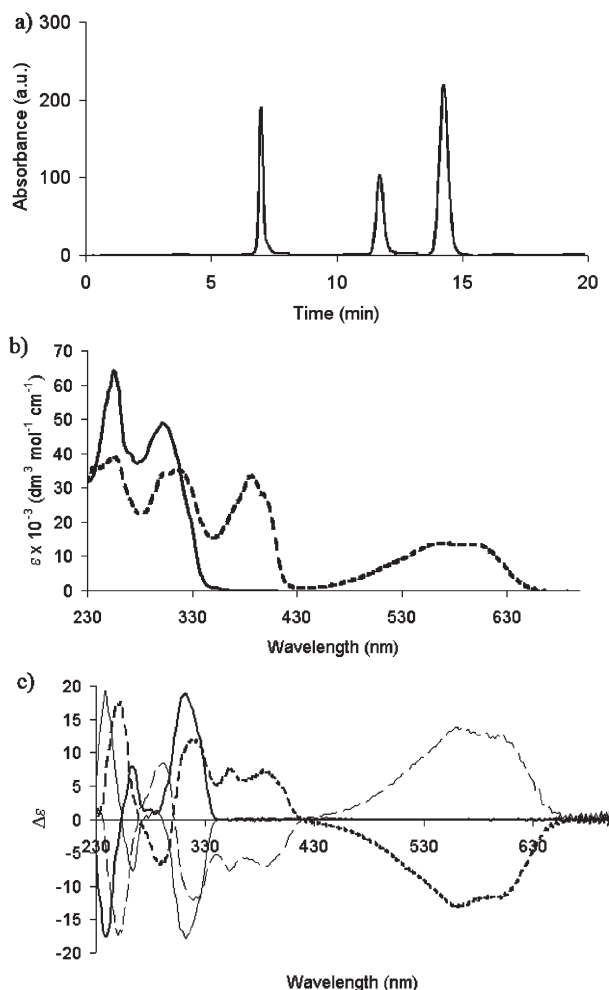 a)
300
200
100
0
Absorbance (a.u.)
0 5 10 15 20
Time (min)
b)
70
60
50
40
30
20
10
0
ε x 10⁻³ (dm³ mol⁻¹ cm⁻¹)
230 330 430 530 630
Wavelength (nm)
c)
20
15
10
5
0
-5
-10
-15
-20
Δε
230 330 430 530 630
Wavelength (nm)